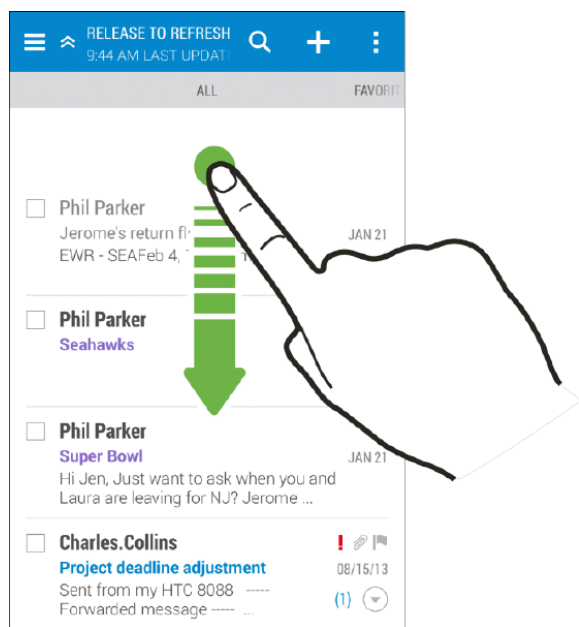 RELEASE TO REFRESH
9:44 AM LAST UPDAT
ALL
FAVORIT
Phil Parker
Jerome's return fl
JAN 21
EWR - SEAFeb 4,
Phil Parker
Seahawks
Phil Parker
Super Bowl
JAN 21
Hi Jen, Just want to ask when you and
Laura are leaving for NJ? Jerome ...
Charles.Collins
Project deadline adjustment
08/15/13
Sent from my HTC 8088 -----
(1)
Forwarded message ----- ...